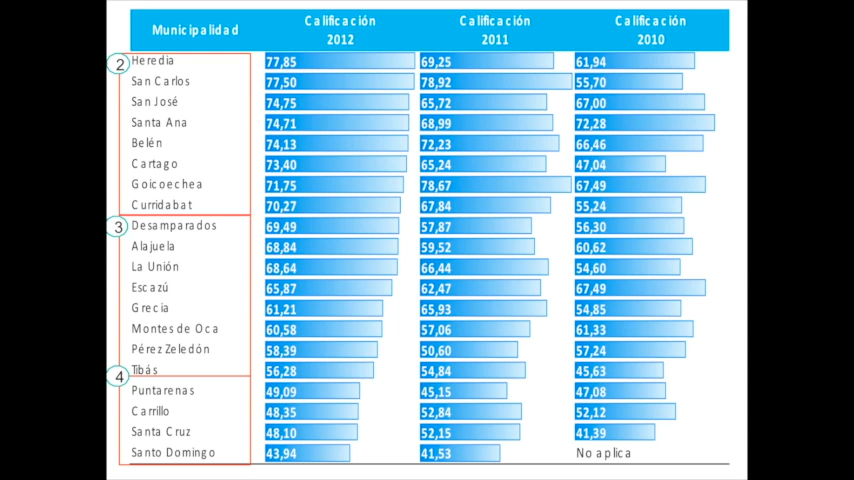 Municipalidad Calificación 2012 Calificación 2011 Calificación 2010
2 Heredia 77,85 69,25 61,94
San Carlos 77,50 78,92 55,70
San José 74,75 65,72 67,00
Santa Ana 74,71 68,99 72,28
Belén 74,13 72,23 66,46
Cartago 73,40 65,24 47,04
Goicoechea 71,75 78,67 67,49
Curridabat 70,27 67,84 55,24
3 Desamparados 69,49 57,87 56,30
Alajuela 68,84 59,52 60,62
La Unión 68,64 66,44 54,60
Escazú 65,87 62,47 67,49
Grecia 61,21 65,93 54,85
Montes de Oca 60,58 57,06 61,33
Pérez Zeledón 58,39 50,60 57,24
Tibás 56,28 54,84 45,63
4 Puntarenas 49,09 45,15 47,08
Carrillo 48,35 52,84 52,12
Santa Cruz 48,10 52,15 41,39
Santo Domingo 43,94 41,53 No aplica